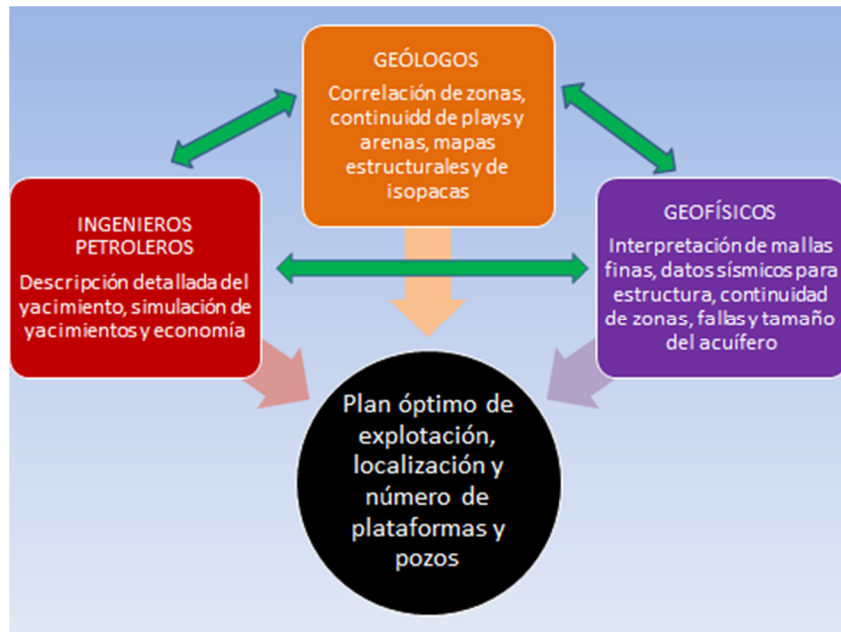 GEÓLOGOS
Correlación de zonas,
continuidd de plays y
arenas, mapas
estructurales y de
isopacas
INGENIEROS
PETROLEROS
Descripción detallada del
yacimiento, simulación de
yacimientos y economía
GEOFÍSICOS
Interpretación de mallas
finas, datos sísmicos para
estructura, continuidad
de zonas, fallas y tamaño
del acuífero
Plan óptimo de
explotación,
localización y
número de
plataformas y
pozos